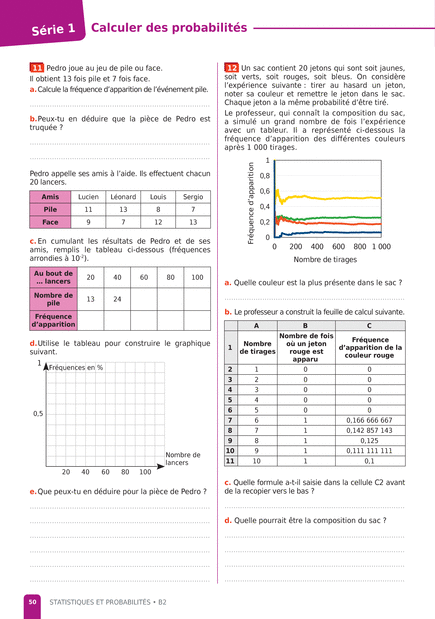 Série 1
Calculer des probabilités
11 Pedro joue au jeu de pile ou face.
Il obtient 13 fois pile et 7 fois face.
a. Calcule la fréquence d'apparition de l'événement pile.
b. Peux-tu en déduire que la pièce de Pedro est
truquée ?
Pedro appelle ses amis à l'aide. Ils effectuent chacun
20 lancers.
Amis Lucien Léonard Louis Sergio
Pile 11 13 8 7
Face 9 7 12 13
c. En cumulant les résultats de Pedro et de ses
amis, remplis le tableau ci-dessous (fréquences
arrondies à 10⁻²).
Au bout de
... lancers 20 40 60 80 100
Nombre de
pile 13 24
Fréquence
d'apparition
d. Utilise le tableau pour construire le graphique
suivant.
1 Fréquences en %
0,5
Nombre de
lancers
20 40 60 80 100
e. Que peux-tu en déduire pour la pièce de Pedro ?
12 Un sac contient 20 jetons qui sont soit jaunes,
soit verts, soit rouges, soit bleus. On considère
l'expérience suivante : tirer au hasard un jeton,
noter sa couleur et remettre le jeton dans le sac.
Chaque jeton a la même probabilité d'être tiré.
Le professeur, qui connaît la composition du sac,
a simulé un grand nombre de fois l'expérience
avec un tableur. Il a représenté ci-dessous la
fréquence d'apparition des différentes couleurs
après 1 000 tirages.
Fréquence d'apparition
1
0,8
0,6
0,4
0,2
0
0 200 400 600 800 1 000
Nombre de tirages
a. Quelle couleur est la plus présente dans le sac ?
b. Le professeur a construit la feuille de calcul suivante.
A B C
1 Nombre de tirages Nombre de fois où un jeton rouge est apparu Fréquence d'apparition de la couleur rouge
2 1 0 0
3 2 0 0
4 3 0 0
5 4 0 0
6 5 0 0
7 6 1 0,166 666 667
8 7 1 0,142 857 143
9 8 1 0,125
10 9 1 0,111 111 111
11 10 1 0,1
c. Quelle formule a-t-il saisie dans la cellule C2 avant
de la recopier vers le bas ?
d. Quelle pourrait être la composition du sac ?
50 STATISTIQUES ET PROBABILITÉS • B2